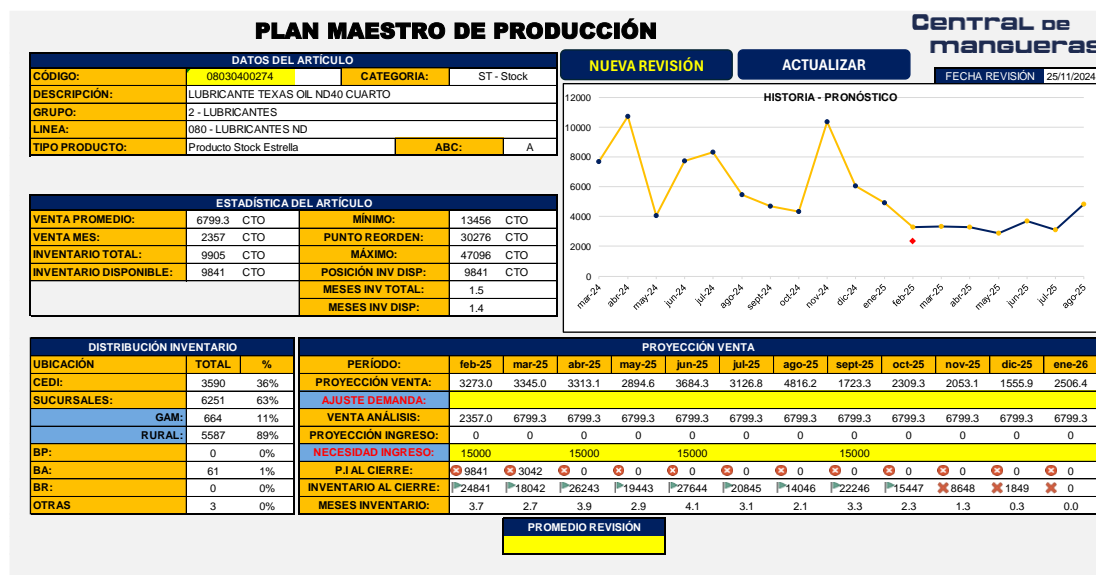 PLAN MAESTRO DE PRODUCCIÓN
CENTRAL DE
mangueras
DATOS DEL ARTÍCULO
CÓDIGO: 08030400274 CATEGORIA: ST - Stock
DESCRIPCIÓN: LUBRICANTE TEXAS OIL ND40 CUARTO
GRUPO: 2 - LUBRICANTES
LINEA: 080 - LUBRICANTES ND
TIPO PRODUCTO: Producto Stock Estrella ABC: A
NUEVA REVISIÓN
ACTUALIZAR
FECHA REVISIÓN 25/11/2024
HISTORIA - PRONÓSTICO
12000
10000
8000
6000
4000
2000
0
mar-24 abr-24 may-24 jun-24 jul-24 ago-24 sept-24 oct-24 nov-24 dic-24 ene-25 feb-25 mar-25 abr-25 may-25 jun-25 jul-25 ago-25
ESTADÍSTICA DEL ARTÍCULO
VENTA PROMEDIO: 6799.3 CTO MÍNIMO: 13456 CTO
VENTA MES: 2357 CTO PUNTO REORDEN: 30276 CTO
INVENTARIO TOTAL: 9905 CTO MÁXIMO: 47096 CTO
INVENTARIO DISPONIBLE: 9841 CTO POSICIÓN INV DISP: 9841 CTO
MESES INV TOTAL: 1.5
MESES INV DISP: 1.4
DISTRIBUCIÓN INVENTARIO
UBICACIÓN TOTAL %
CEDI: 3590 36%
SUCURSALES: 6251 63%
GAM: 664 11%
RURAL: 5587 89%
BP: 0 0%
BA: 61 1%
BR: 0 0%
OTRAS 3 0%
PROYECCIÓN VENTA
PERÍODO: feb-25 mar-25 abr-25 may-25 jun-25 jul-25 ago-25 sept-25 oct-25 nov-25 dic-25 ene-26
PROYECCIÓN VENTA: 3273.0 3345.0 3313.1 2894.6 3684.3 3126.8 4816.2 1723.3 2309.3 2053.1 1555.9 2506.4
AJUSTE DEMANDA:
VENTA ANÁLISIS: 2357.0 6799.3 6799.3 6799.3 6799.3 6799.3 6799.3 6799.3 6799.3 6799.3 6799.3 6799.3
PROYECCIÓN INGRESO: 0 0 0 0 0 0 0 0 0 0 0 0
NECESIDAD INGRESO: 15000 15000 15000 15000
P.I AL CIERRE: 9841 3042 0 0 0 0 0 0 0 0 0 0
INVENTARIO AL CIERRE: 24841 18042 26243 19443 27644 20845 14046 22246 15447 8648 1849 0
MESES INVENTARIO: 3.7 2.7 3.9 2.9 4.1 3.1 2.1 3.3 2.3 1.3 0.3 0.0
PROMEDIO REVISIÓN